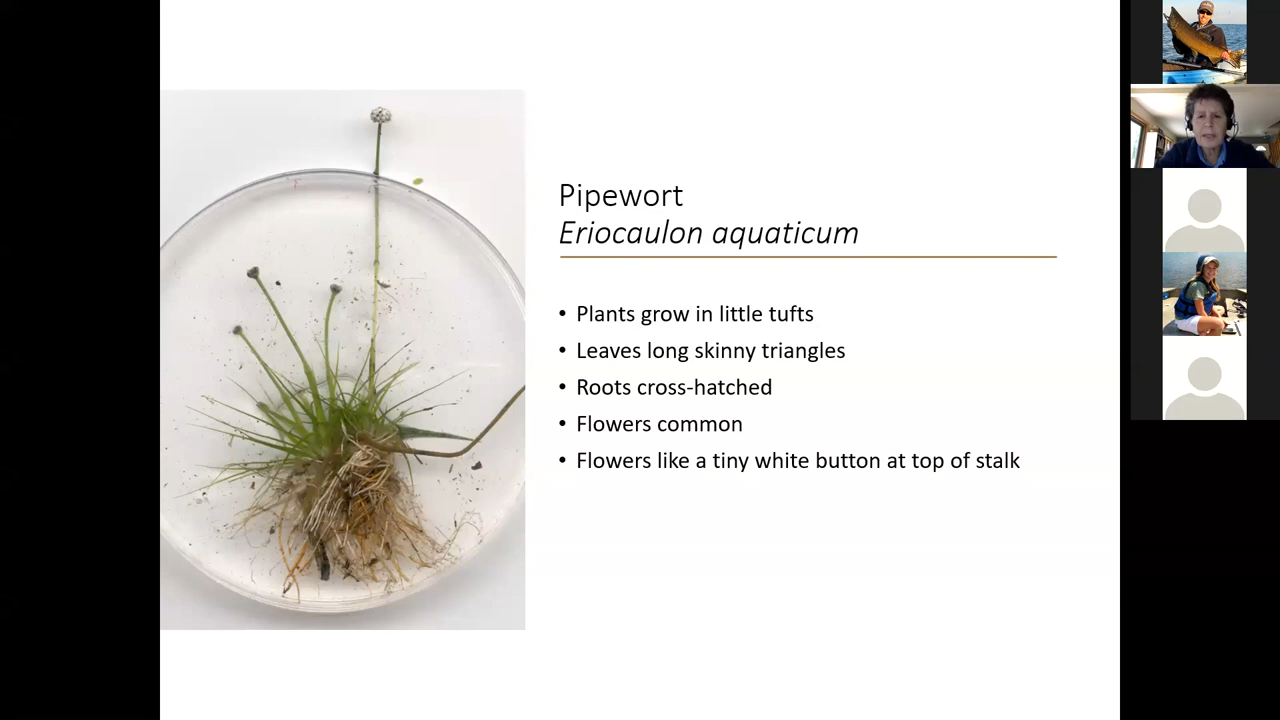 Pipewort
Eriocaulon aquaticum
• Plants grow in little tufts
• Leaves long skinny triangles
• Roots cross-hatched
• Flowers common
• Flowers like a tiny white button at top of stalk